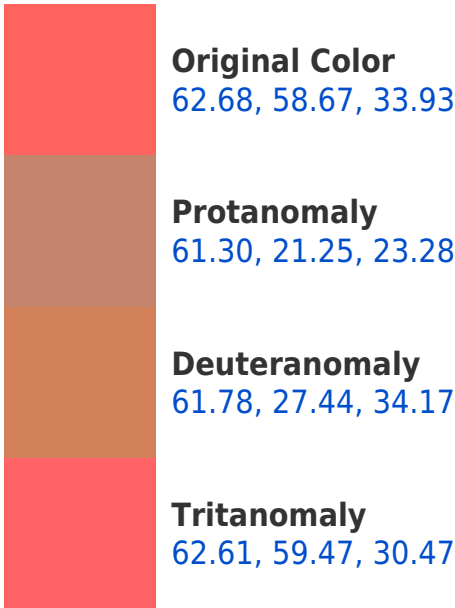 Original Color
62.68, 58.67, 33.93
Protanomaly
61.30, 21.25, 23.28
Deuteranomaly
61.78, 27.44, 34.17
Tritanomaly
62.61, 59.47, 30.47